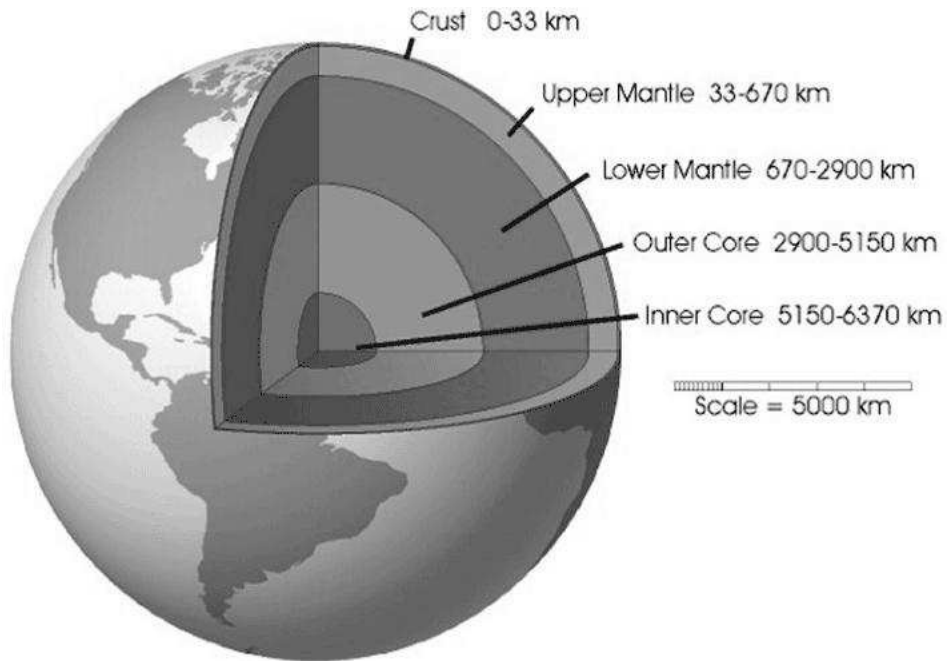 Crust 0-33 km
Upper Mantle 33-670 km
Lower Mantle 670-2900 km
Outer Core 2900-5150 km
Inner Core 5150-6370 km
Scale = 5000 km